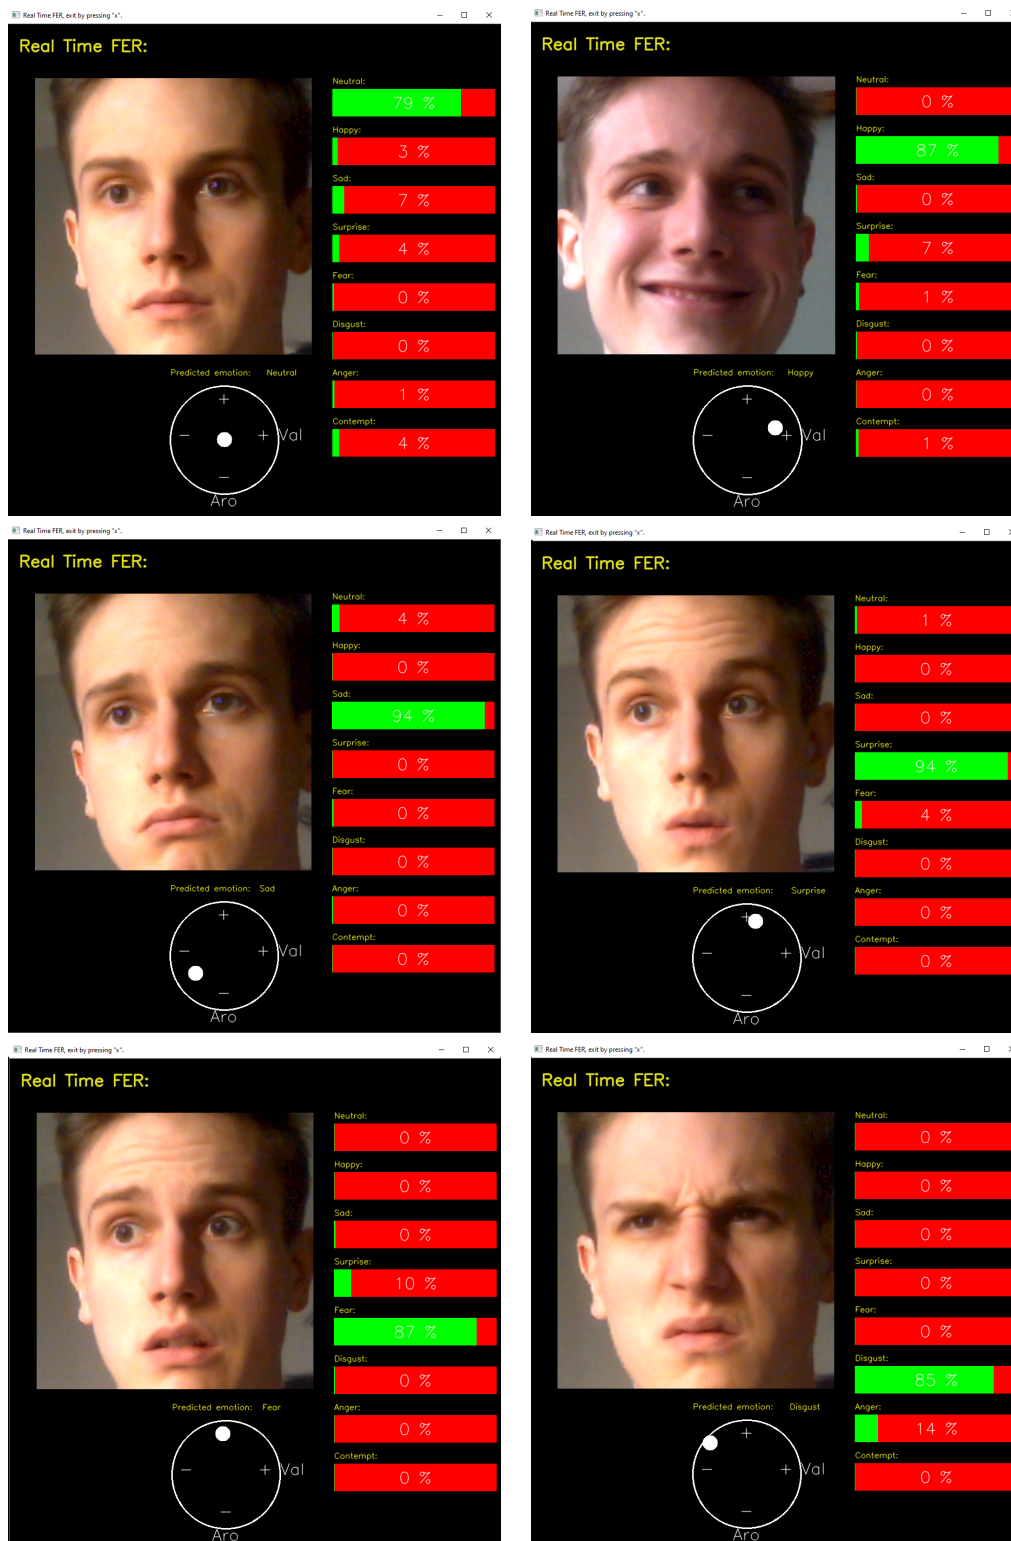 Real Time FER, exit by pressing "x".
Real Time FER:
Neutral:
79 %
Happy:
3 %
Sad:
7 %
Surprise:
4 %
Fear:
0 %
Disgust:
0 %
Predicted emotion: Neutral
Anger:
1 %
Contempt:
4 %
+
− + Val
−
Aro
Real Time FER, exit by pressing "x".
Real Time FER:
Neutral:
0 %
Happy:
87 %
Sad:
0 %
Surprise:
7 %
Fear:
1 %
Disgust:
0 %
Predicted emotion: Happy
Anger:
0 %
Contempt:
1 %
+
− + Val
−
Aro
Real Time FER, exit by pressing "x".
Real Time FER:
Neutral:
4 %
Happy:
0 %
Sad:
94 %
Surprise:
0 %
Fear:
0 %
Disgust:
0 %
Predicted emotion: Sad
Anger:
0 %
Contempt:
0 %
+
− + Val
−
Aro
Real Time FER, exit by pressing "x".
Real Time FER:
Neutral:
1 %
Happy:
0 %
Sad:
0 %
Surprise:
94 %
Fear:
4 %
Disgust:
0 %
Predicted emotion: Surprise
Anger:
0 %
Contempt:
0 %
+
− + Val
−
Aro
Real Time FER, exit by pressing "x".
Real Time FER:
Neutral:
0 %
Happy:
0 %
Sad:
0 %
Surprise:
10 %
Fear:
87 %
Disgust:
0 %
Predicted emotion: Fear
Anger:
0 %
Contempt:
0 %
− + Val
−
Aro
Real Time FER, exit by pressing "x".
Real Time FER:
Neutral:
0 %
Happy:
0 %
Sad:
0 %
Surprise:
0 %
Fear:
0 %
Disgust:
85 %
Predicted emotion: Disgust
Anger:
14 %
Contempt:
0 %
+
− + Val
−
Aro